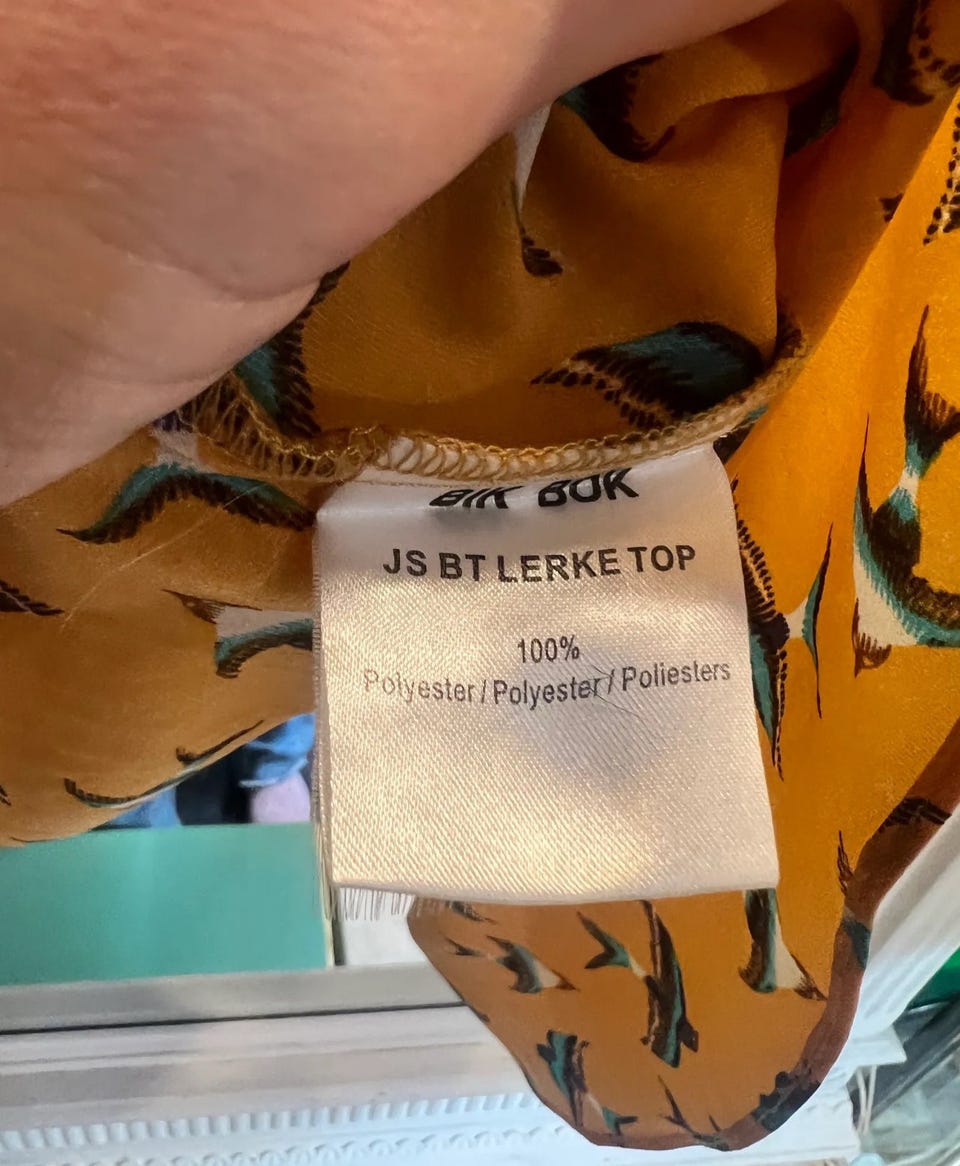 BIK BOK
JS BT LERKE TOP
100%
Polyester / Polyester / Poliesters